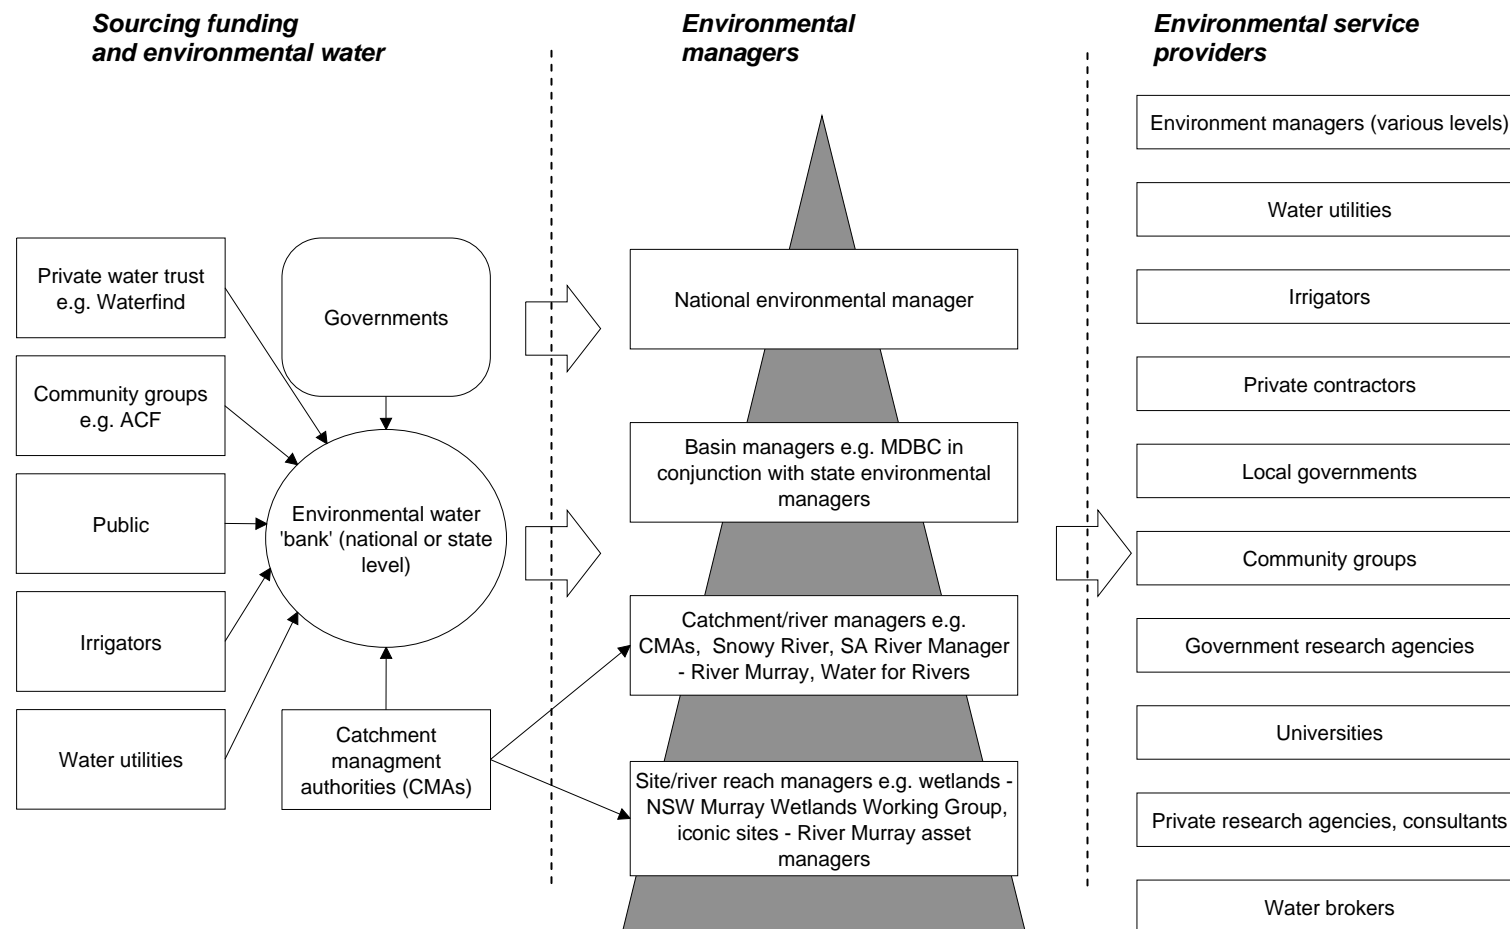 Sourcing funding
and environmental water
Environmental
managers
Environmental service
providers
Private water trust
e.g. Waterfind
Community groups
e.g. ACF
Public
Irrigators
Water utilities
Governments
Environmental water
'bank' (national or state
level)
Catchment
managment
authorities (CMAs)
National environmental manager
Basin managers e.g. MDBC in
conjunction with state environmental
managers
Catchment/river managers e.g.
CMAs, Snowy River, SA River Manager
- River Murray, Water for Rivers
Site/river reach managers e.g. wetlands -
NSW Murray Wetlands Working Group,
iconic sites - River Murray asset
managers
Environment managers (various levels)
Water utilities
Irrigators
Private contractors
Local governments
Community groups
Government research agencies
Universities
Private research agencies, consultants
Water brokers